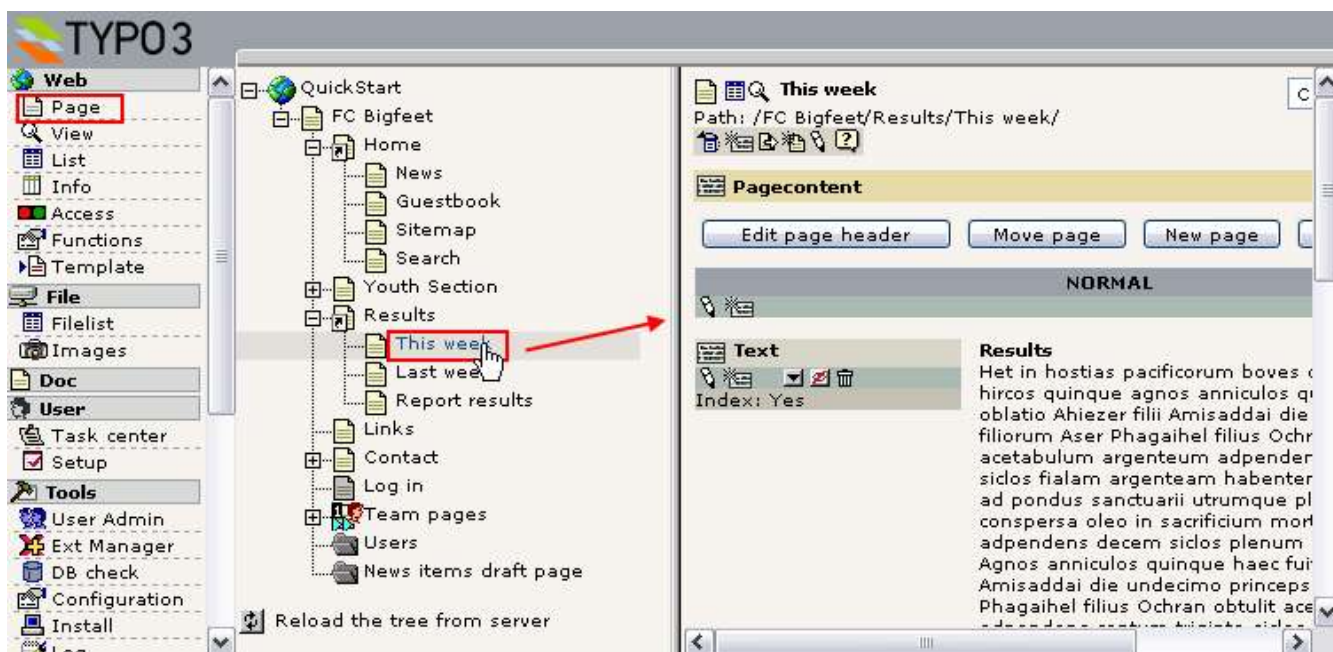 TYPO3
Web
Page
View
List
Info
Access
Functions
Template
File
Filelist
Images
Doc
User
Task center
Setup
Tools
User Admin
Ext Manager
DB check
Configuration
Install
QuickStart
FC Bigfeet
Home
News
Guestbook
Sitemap
Search
Youth Section
Results
This week
Last week
Report results
Links
Contact
Log in
Team pages
Users
News items draft page
Reload the tree from server
This week
Path: /FC Bigfeet/Results/This week/
Pagecontent
Edit page header Move page New page
NORMAL
Text
Index: Yes
Results
Het in hostias pacificorum boves
hircos quinque agnos anniculos
oblatio Ahiezer filii Amisaddai die
filiorum Aser Phagaihel filius Ochr
acetabulum argenteum adpender
siclos fialam argenteam habenter
ad pondus sanctuarii utrumque pl
conspersa oleo in sacrificium
adpendens decem siclos plenum
Agnos anniculos quinque haec
Amisaddai die undecimo princeps
Phagaihel filius Ochran obtulit ace